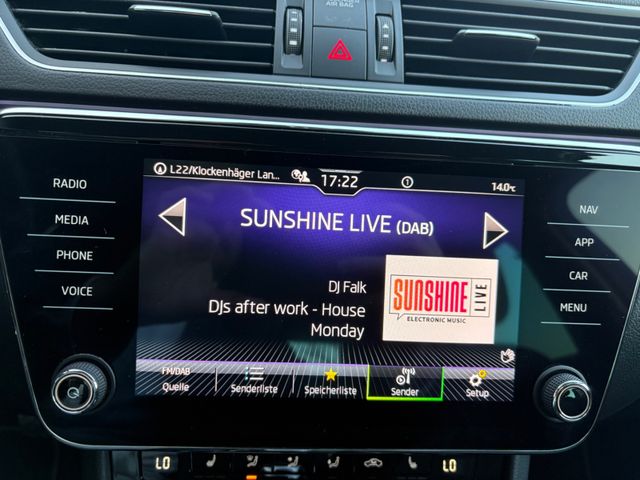 AIR BAG
L22/Klockenhäger Lan...
17:22
1
14.0°C
RADIO
MEDIA
PHONE
VOICE
NAV
APP
CAR
MENU
SUNSHINE LIVE (DAB)
DJ Falk
DJs after work - House
Monday
SUNSHINE
LIVE
ELECTRONIC MUSIC
FM/DAB
Quelle
Senderliste
Speicherliste
Sender
Setup
LO
LO